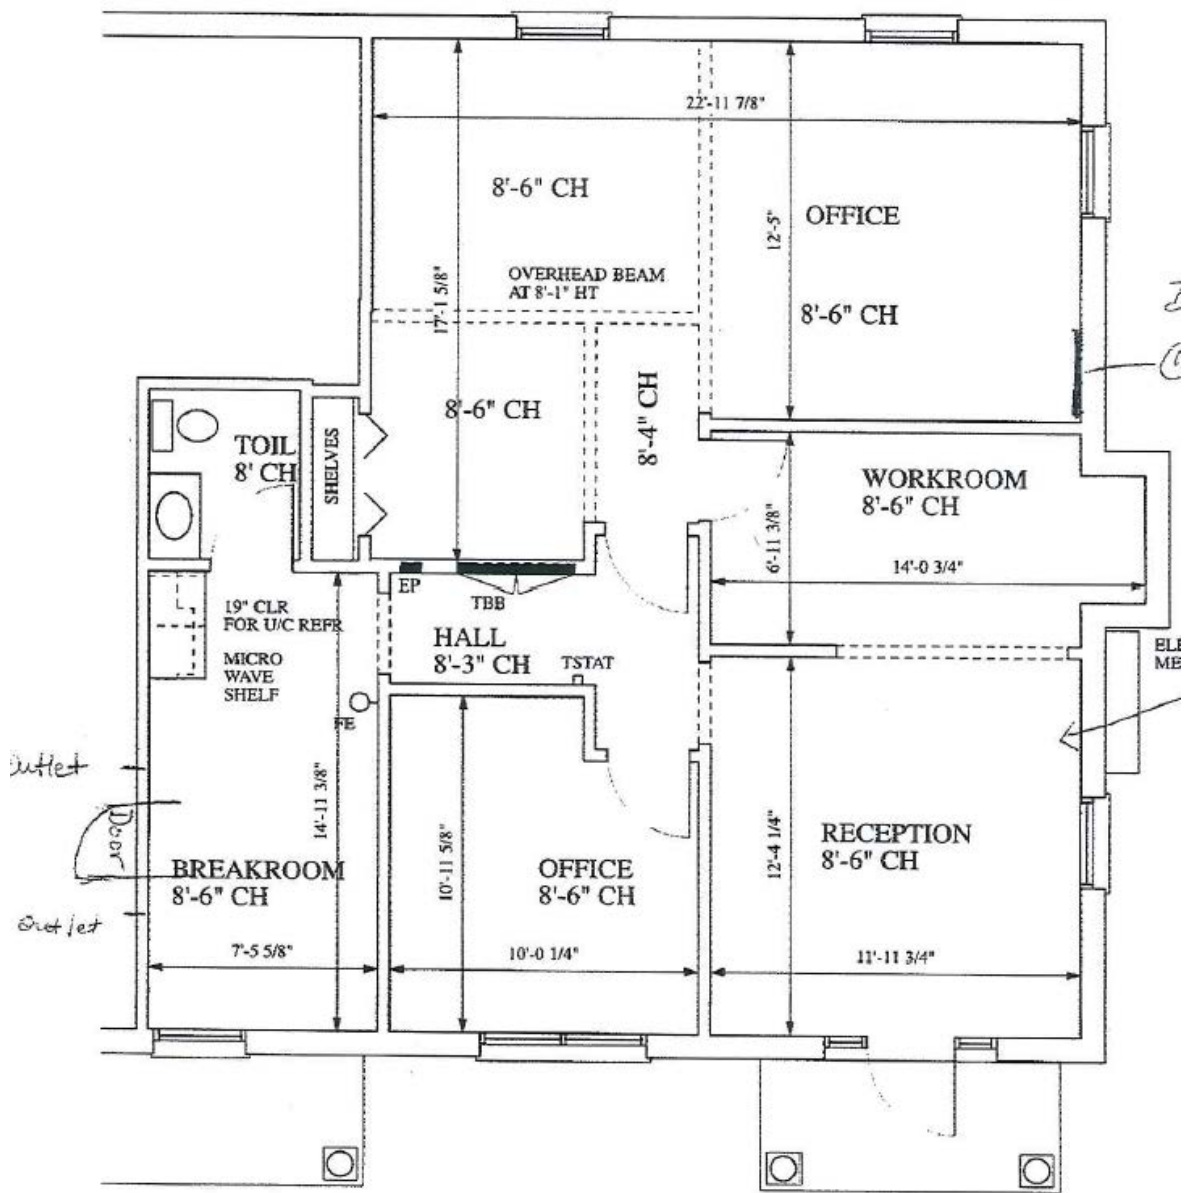 22'-11 7/8"
8'-6" CH
OFFICE
12'-5"
OVERHEAD BEAM
AT 8'-1" HT
17'-1 5/8"
8'-6" CH
8'-6" CH
8'-4" CH
TOIL
8' CH
SHELVES
WORKROOM
8'-6" CH
6'-11 3/8"
14'-0 3/4"
EP
TBB
19" CLR
FOR U/C REFR
HALL
8'-3" CH
TSTAT
MICRO
WAVE
SHELF
ELE
ME
FE
Outlet
Door
14'-11 3/8"
10'-11 5/8"
12'-4 1/4"
RECEPTION
8'-6" CH
BREAKROOM
8'-6" CH
OFFICE
8'-6" CH
outlet
7'-5 5/8"
10'-0 1/4"
11'-11 3/4"